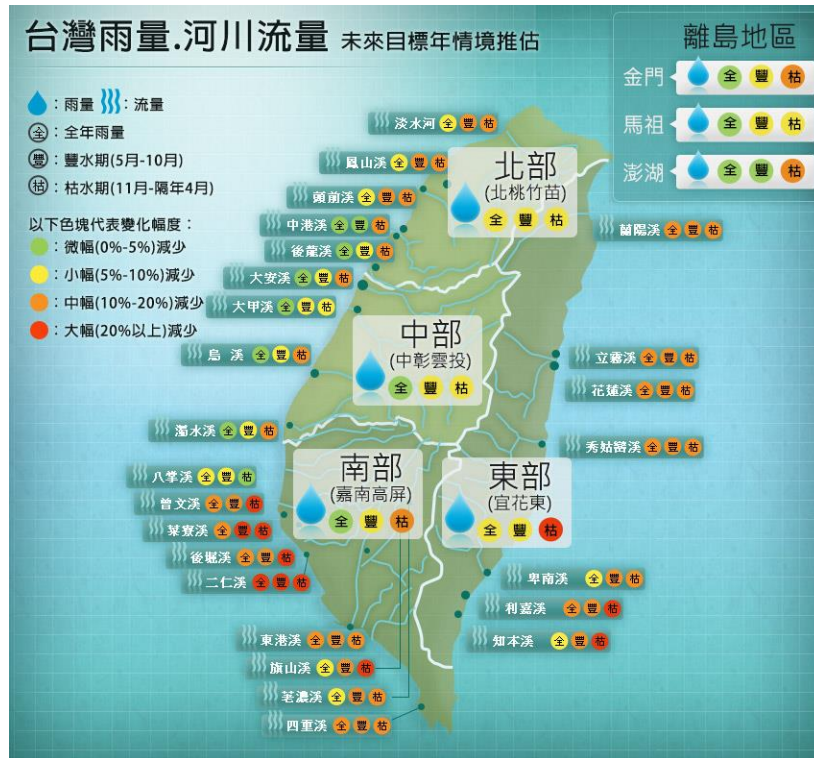 台灣雨量.河川流量 未來目標年情境推估
離島地區
金門 全 豐 枯
馬祖 全 豐 枯
澎湖 全 豐 枯
：雨量 ：流量
全：全年雨量
豐：豐水期(5月-10月)
枯：枯水期(11月-隔年4月)
以下色塊代表變化幅度：
：微幅(0%-5%)減少
：小幅(5%-10%)減少
：中幅(10%-20%)減少
：大幅(20%以上)減少
淡水河 全 豐 枯
鳳山溪 全 豐 枯
頭前溪 全 豐 枯
中港溪 全 豐 枯
後龍溪 全 豐 枯
大安溪 全 豐 枯
大甲溪 全 豐 枯
烏溪 全 豐 枯
濁水溪 全 豐 枯
八掌溪 全 豐 枯
曾文溪 全 豐 枯
菜寮溪 全 豐 枯
後堀溪 全 豐 枯
二仁溪 全 豐 枯
東港溪 全 豐 枯
旗山溪 全 豐 枯
荖濃溪 全 豐 枯
四重溪 全 豐 枯
北部
(北桃竹苗)
全 豐 枯
中部
(中彰雲投)
全 豐 枯
南部
(嘉南高屏)
全 豐 枯
東部
(宜花東)
全 豐 枯
蘭陽溪 全 豐 枯
立霧溪 全 豐 枯
花蓮溪 全 豐 枯
秀姑巒溪 全 豐 枯
卑南溪 全 豐 枯
利嘉溪 全 豐 枯
知本溪 全 豐 枯